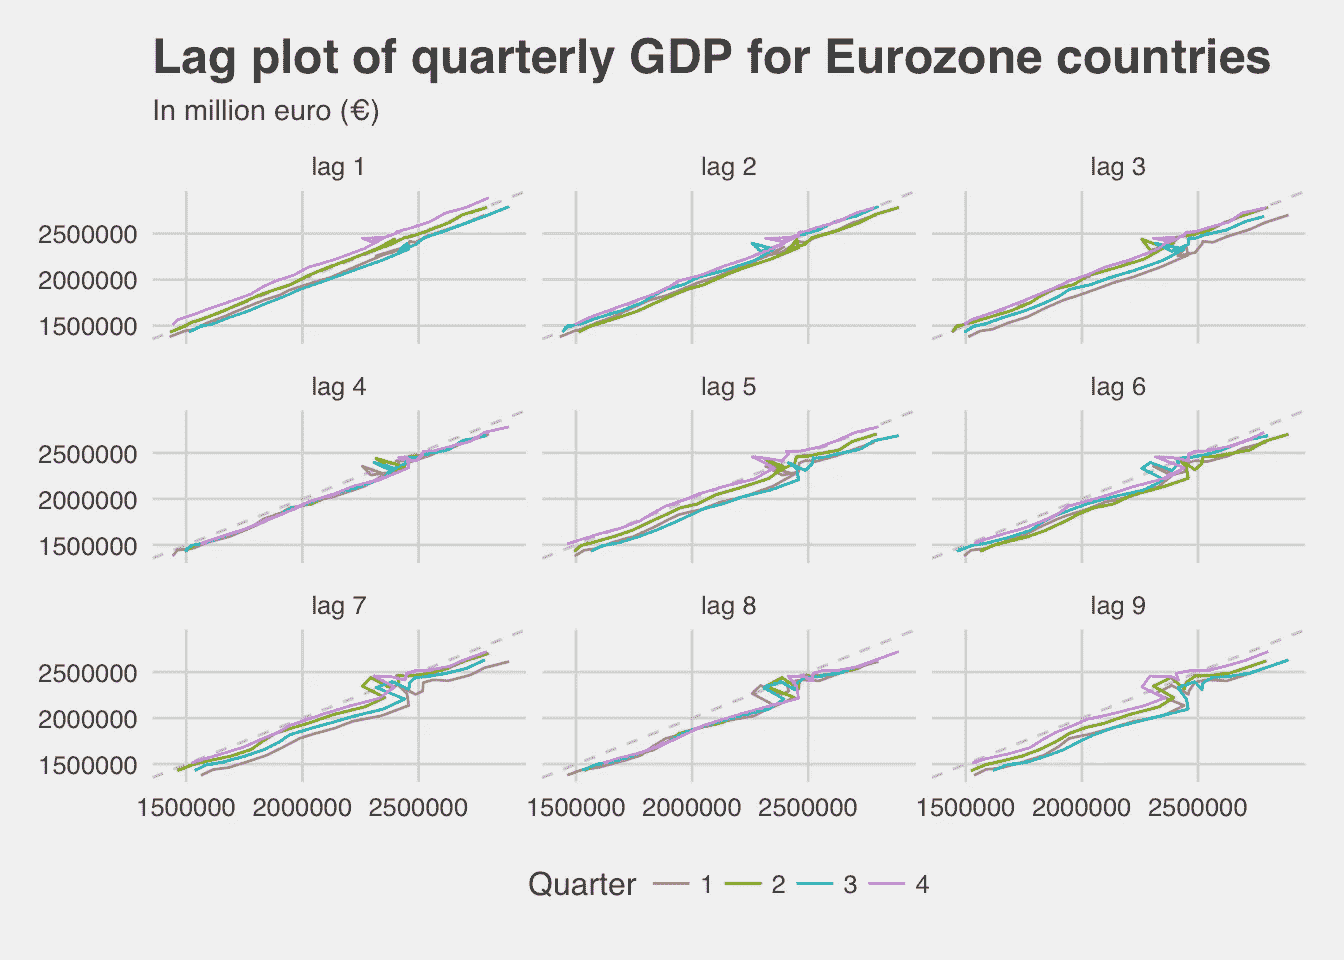 Lag plot of quarterly GDP for Eurozone countries
In million euro (€)
lag 1 lag 2 lag 3
2500000
2000000
1500000
lag 4 lag 5 lag 6
2500000
2000000
1500000
lag 7 lag 8 lag 9
2500000
2000000
1500000
1500000 2000000 2500000 1500000 2000000 2500000 1500000 2000000 2500000
Quarter 1 2 3 4